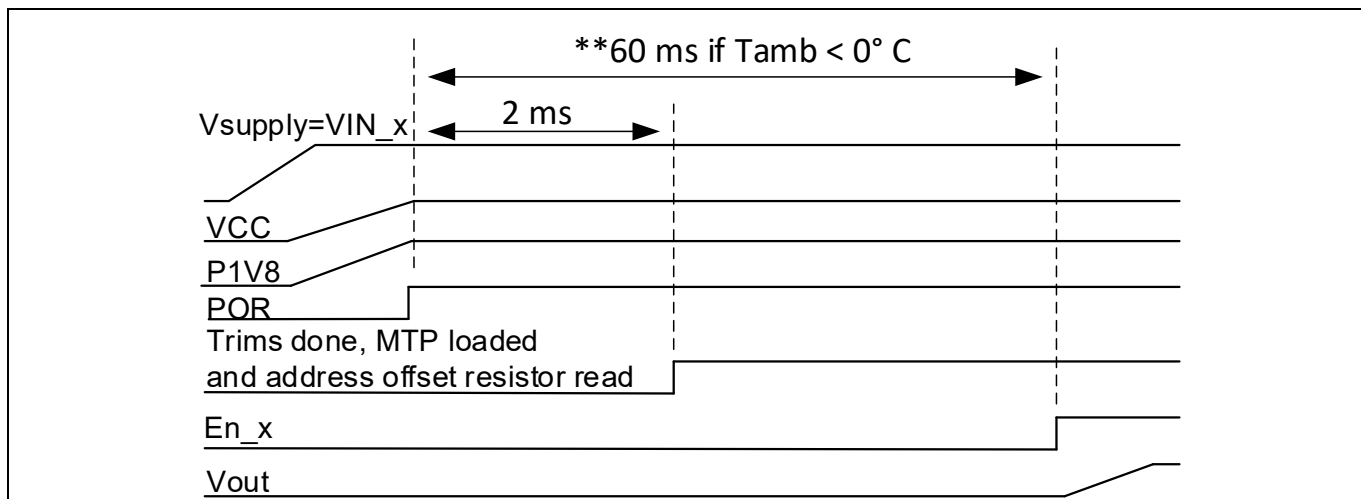 **60 ms if Tamb < 0° C
2 ms
Vsupply=VIN_x
VCC
P1V8
POR
Trims done, MTP loaded
and address offset resistor read
En_x
Vout